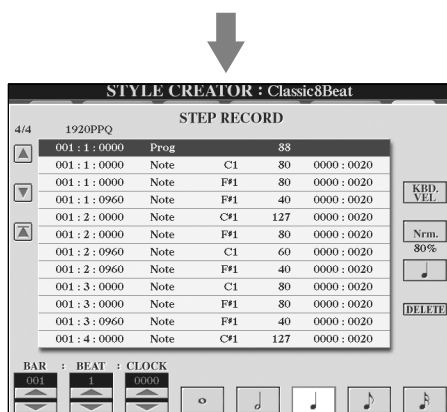 STYLE CREATOR : Classic8Beat
STEP RECORD
4/4 1920PPQ
001 : 1 : 0000 Prog 88
001 : 1 : 0000 Note C1 80 0000 : 0020
001 : 1 : 0000 Note F#1 80 0000 : 0020
001 : 1 : 0960 Note F#1 40 0000 : 0020
001 : 2 : 0000 Note C#1 127 0000 : 0020
001 : 2 : 0000 Note F#1 80 0000 : 0020
001 : 2 : 0960 Note C1 60 0000 : 0020
001 : 2 : 0960 Note F#1 40 0000 : 0020
001 : 3 : 0000 Note C1 80 0000 : 0020
001 : 3 : 0000 Note F#1 80 0000 : 0020
001 : 3 : 0960 Note F#1 40 0000 : 0020
001 : 4 : 0000 Note C#1 127 0000 : 0020
KBD.
VEL
Nrm.
80%
DELETE
BAR : BEAT : CLOCK
001 1 0000